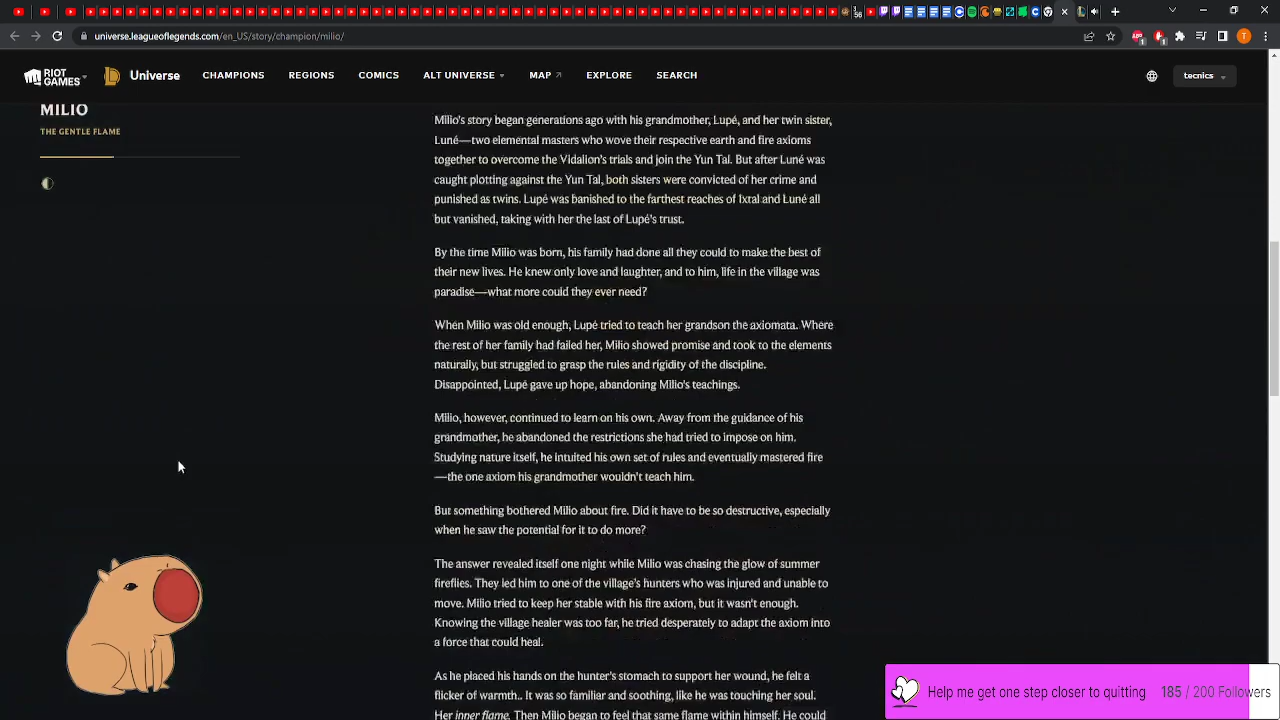 56
universe.leagueoflegends.com/en_US/story/champion/milio/
1
1
T
RIOT GAMES
Universe
CHAMPIONS
REGIONS
COMICS
ALT UNIVERSE
MAP
EXPLORE
SEARCH
tecnics
MILIO
THE GENTLE FLAME
Milio's story began generations ago with his grandmother, Lupé, and her twin sister,
Luné—two elemental masters who wove their respective earth and fire axioms
together to overcome the Vidalion's trials and join the Yun Tal. But after Luné was
caught plotting against the Yun Tal, both sisters were convicted of her crime and
punished as twins. Lupé was banished to the farthest reaches of Ixtal and Luné all
but vanished, taking with her the last of Lupé's trust.
By the time Milio was born, his family had done all they could to make the best of
their new lives. He knew only love and laughter, and to him, life in the village was
paradise—what more could they ever need?
When Milio was old enough, Lupé tried to teach her grandson the axiomata. Where
the rest of her family had failed her, Milio showed promise and took to the elements
naturally, but struggled to grasp the rules and rigidity of the discipline.
Disappointed, Lupé gave up hope, abandoning Milio's teachings.
Milio, however, continued to learn on his own. Away from the guidance of his
grandmother, he abandoned the restrictions she had tried to impose on him.
Studying nature itself, he intuited his own set of rules and eventually mastered fire
—the one axiom his grandmother wouldn't teach him.
But something bothered Milio about fire. Did it have to be so destructive, especially
when he saw the potential for it to do more?
The answer revealed itself one night while Milio was chasing the glow of summer
fireflies. They led him to one of the village's hunters who was injured and unable to
move. Milio tried to keep her stable with his fire axiom, but it wasn't enough.
Knowing the village healer was too far, he tried desperately to adapt the axiom into
a force that could heal.
As he placed his hands on the hunter's stomach to support her wound, he felt a
flicker of warmth.. It was so familiar and soothing, like he was touching her soul.
Her inner flame. Then Milio began to feel that same flame within himself. He could
Help me get one step closer to quitting
185 / 200 Followers